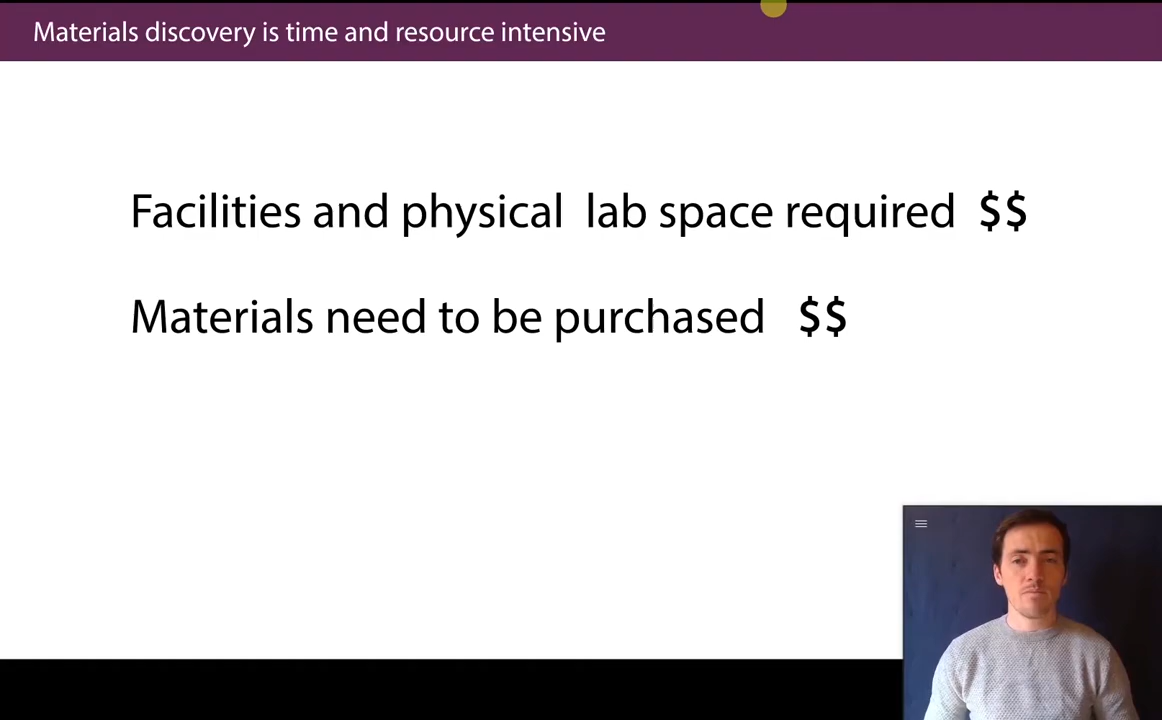 Materials discovery is time and resource intensive
Facilities and physical lab space required $$
Materials need to be purchased $$